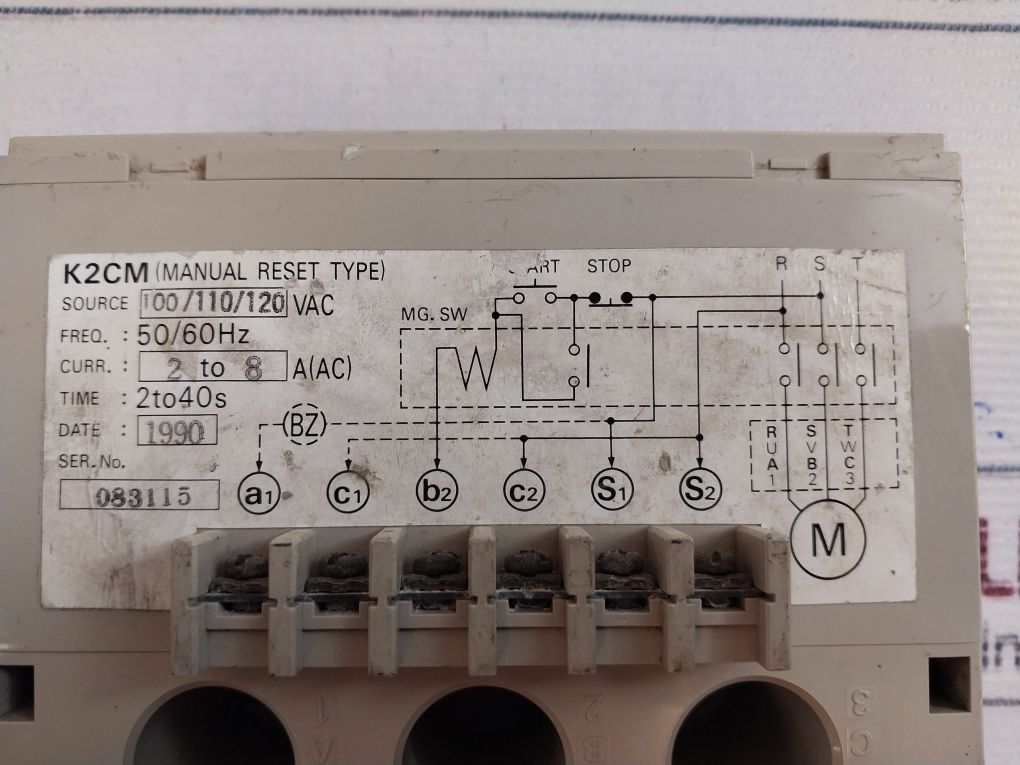 K2CM (MANUAL RESET TYPE)
SOURCE 100/110/120 VAC
FREQ. : 50/60Hz
CURR. : 2 to 8 A(AC)
TIME : 2to40s
DATE : 1990
SER.No.
083115
STOP
R S T
MG. SW
BZ
a1 c1 b2 c2 S1 S2
R S T
U V W
A B C
1 2 3
M
1 2 3
A B C
in